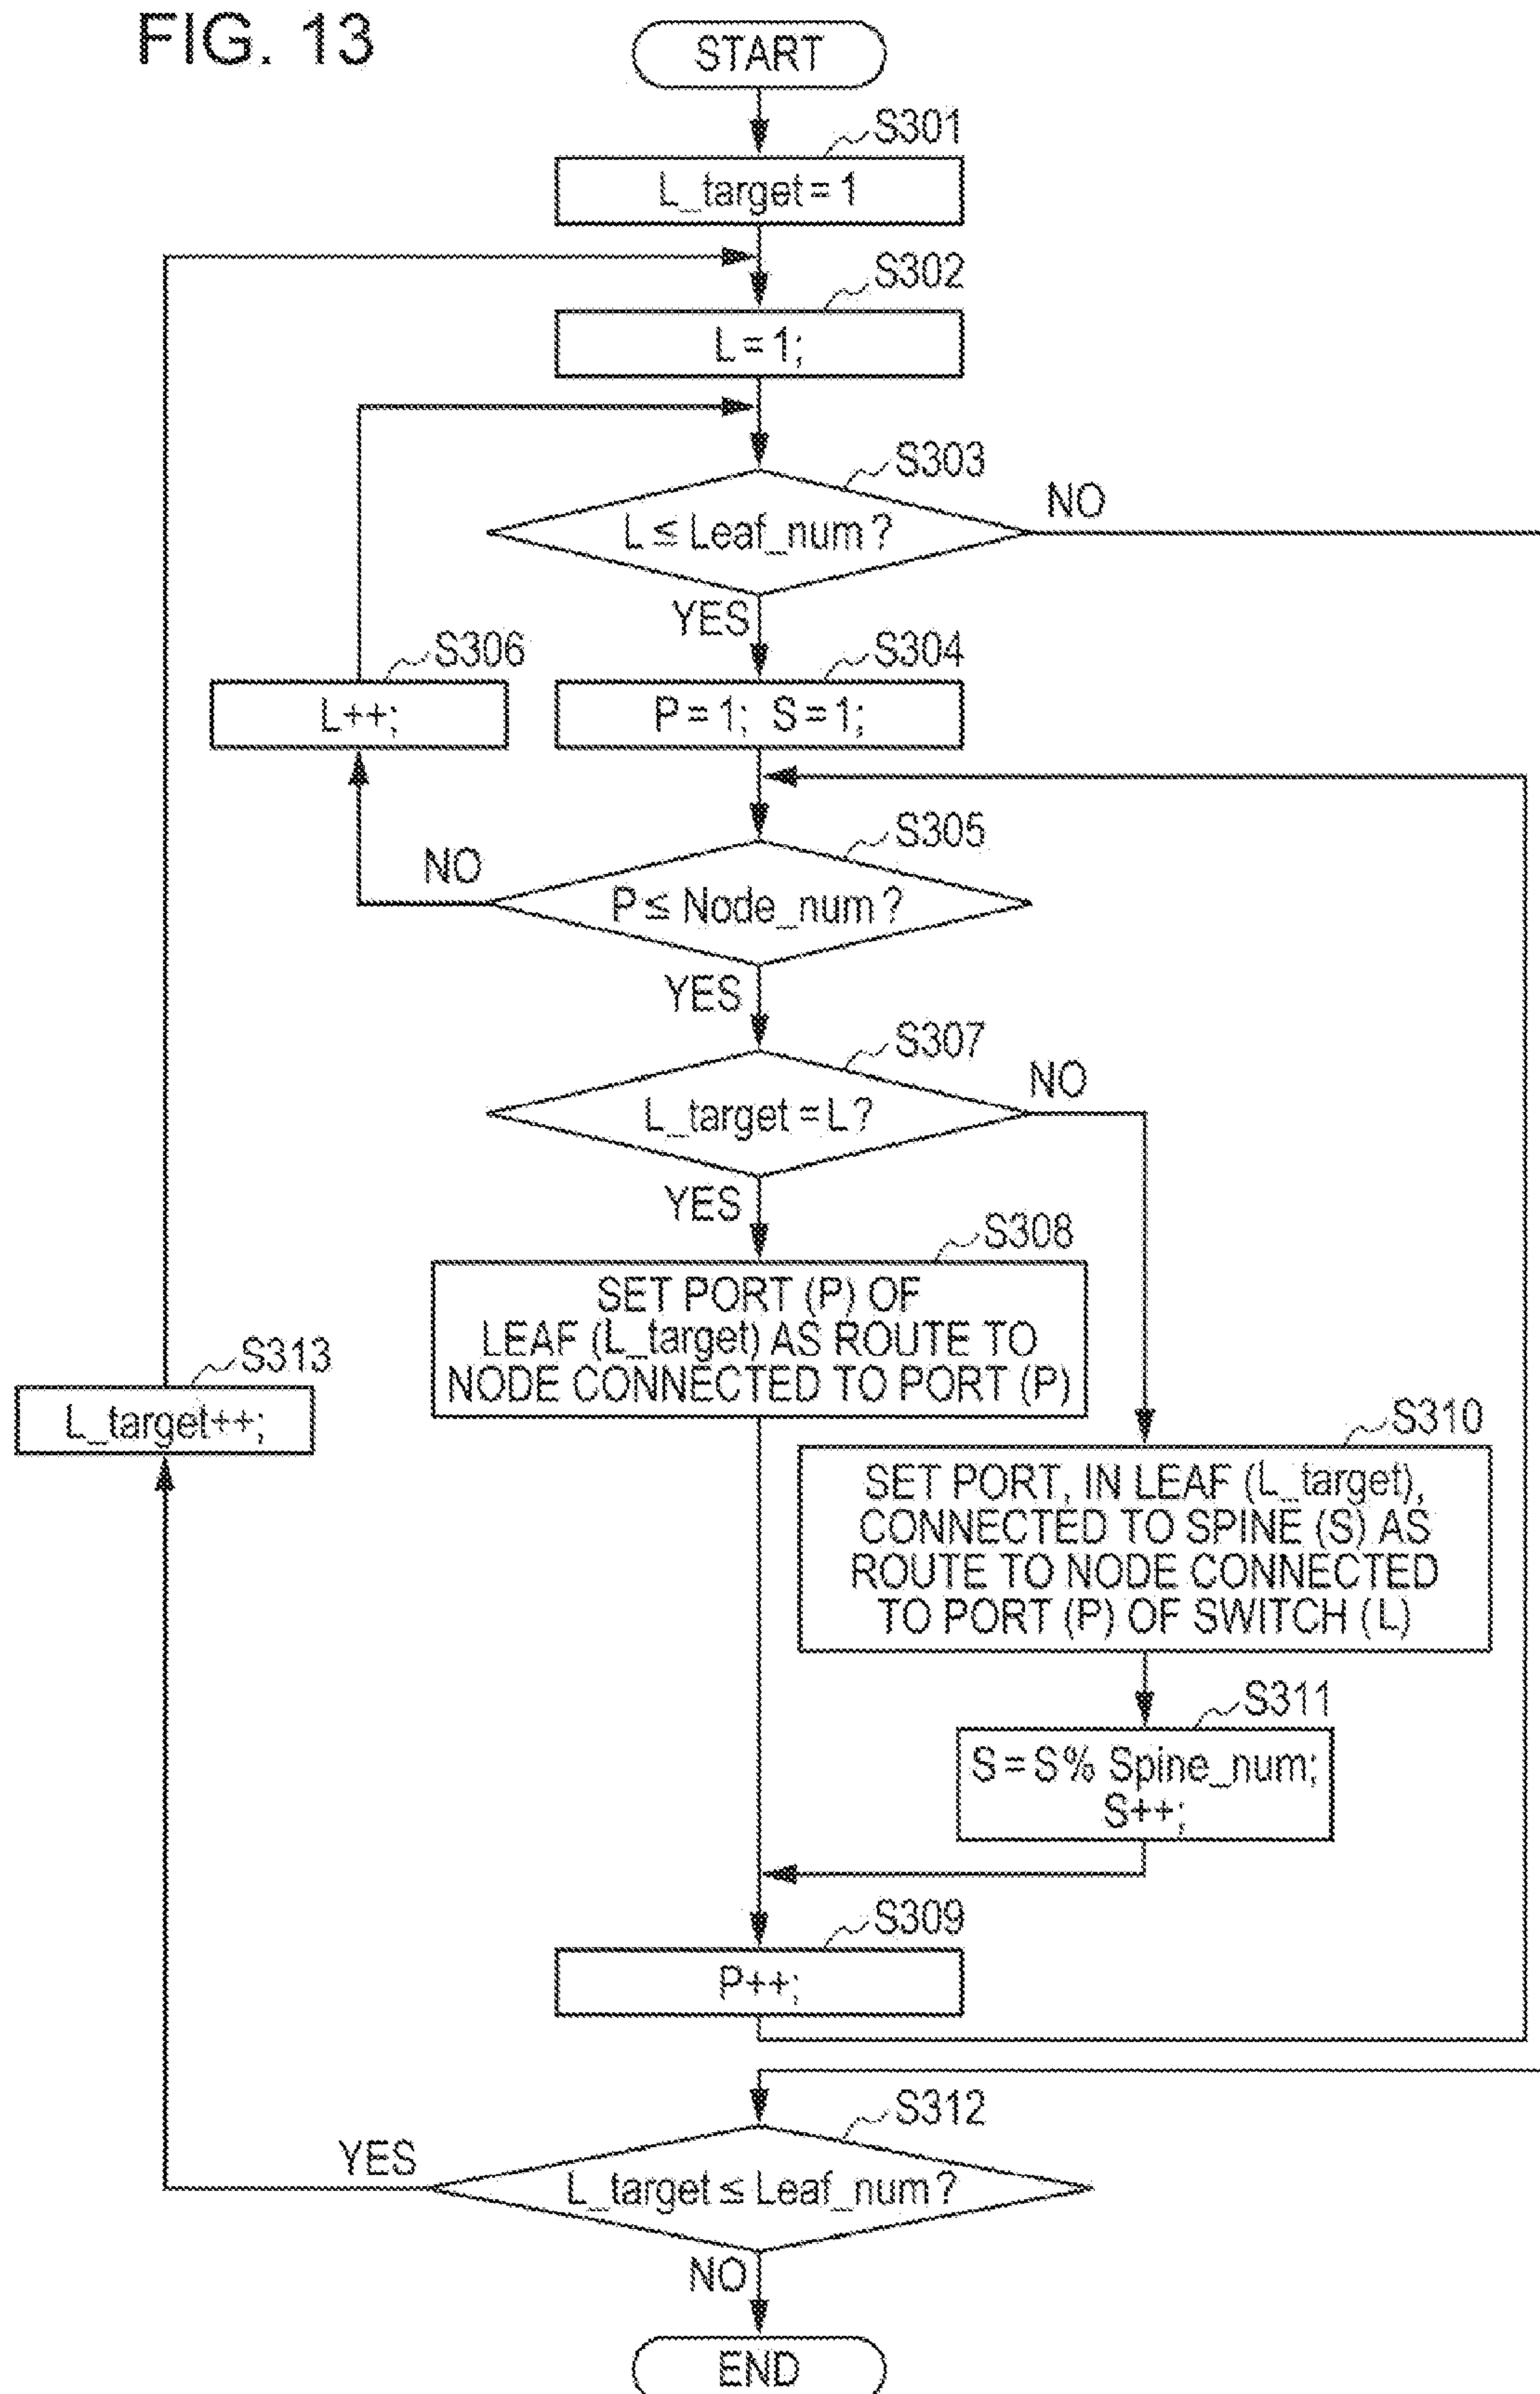 FIG. 13
START
S301
L_target = 1
S302
L = 1;
S303
L ≤ Leaf_num ?
NO
YES
S306
L++;
S304
P = 1; S = 1;
S305
NO
P ≤ Node_num ?
YES
S307
L_target = L?
NO
YES
S308
SET PORT (P) OF
LEAF (L_target) AS ROUTE TO
NODE CONNECTED TO PORT (P)
S313
L_target++;
S310
SET PORT, IN LEAF (L_target),
CONNECTED TO SPINE (S) AS
ROUTE TO NODE CONNECTED
TO PORT (P) OF SWITCH (L)
S311
S = S % Spine_num;
S++;
S309
P++;
S312
YES
L_target ≤ Leaf_num ?
NO
END